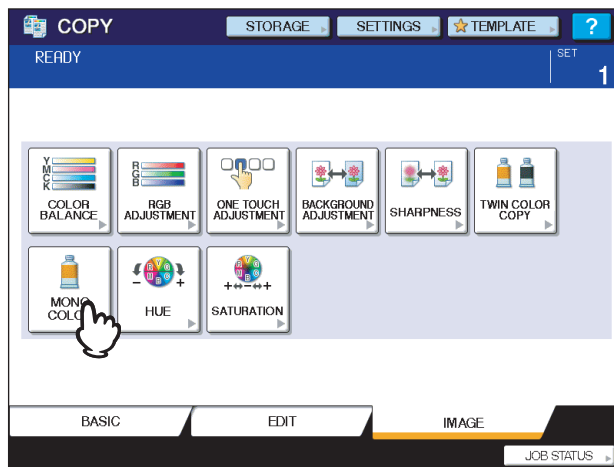 COPY
STORAGE
SETTINGS
TEMPLATE
?
READY
SET
1
Y
M
C
K
COLOR
BALANCE
R
G
B
RGB
ADJUSTMENT
ONE TOUCH
ADJUSTMENT
BACKGROUND
ADJUSTMENT
SHARPNESS
TWIN COLOR
COPY
MONO
COLOR
- +
HUE
+↔-↔+
SATURATION
BASIC
EDIT
IMAGE
JOB STATUS